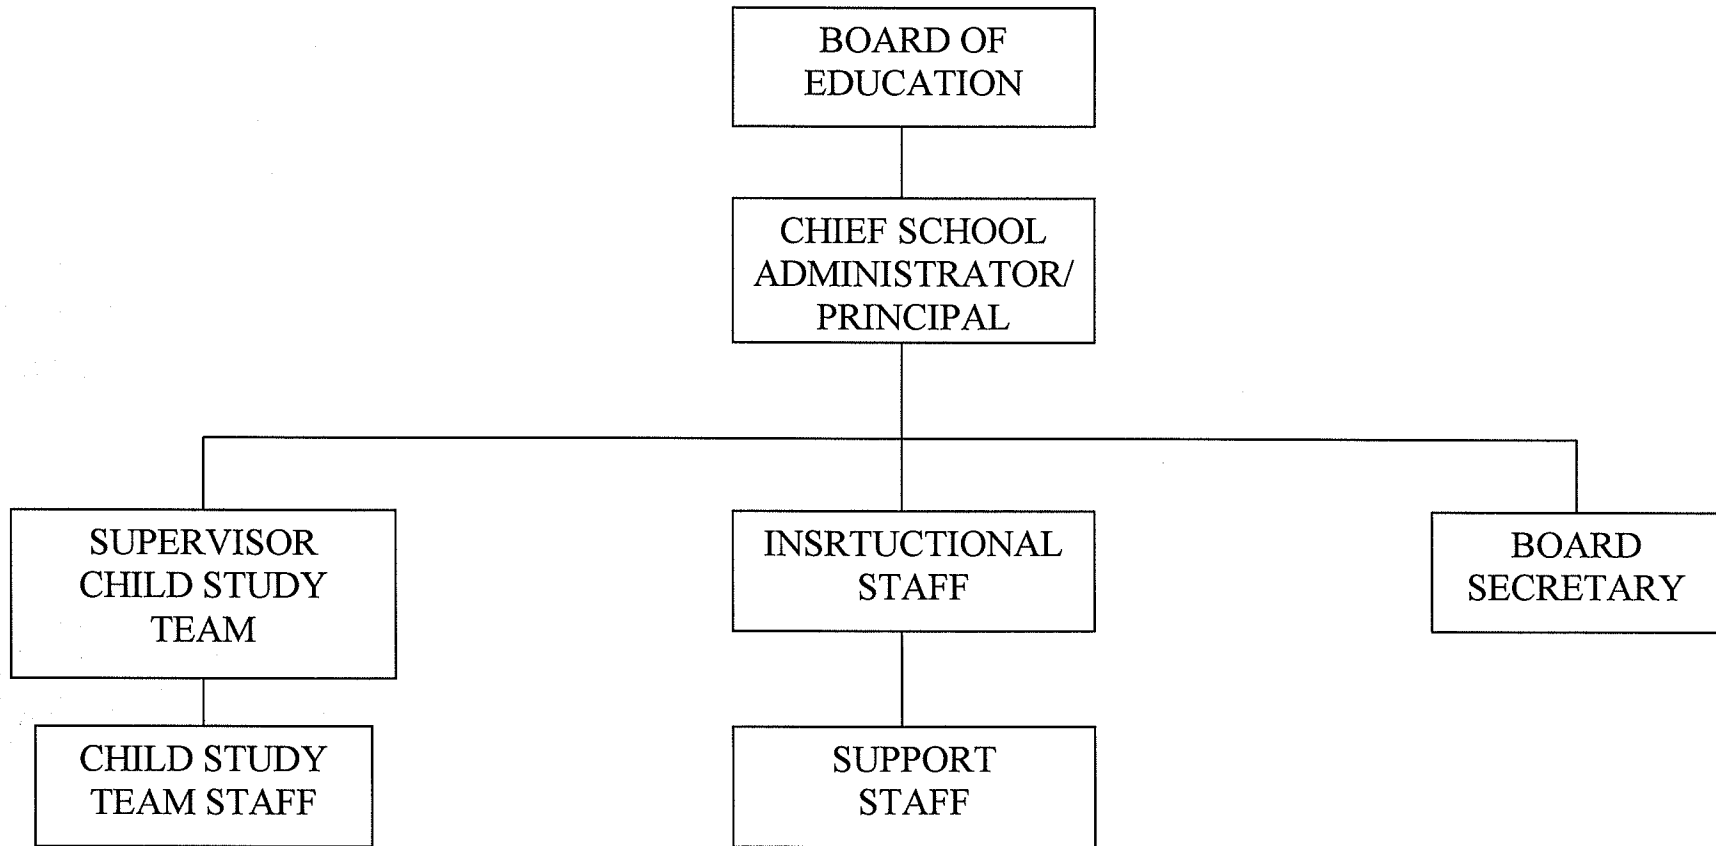 BOARD OF
EDUCATION
CHIEF SCHOOL
ADMINISTRATOR/
PRINCIPAL
SUPERVISOR
CHILD STUDY
TEAM
INSRTUCTIONAL
STAFF
BOARD
SECRETARY
CHILD STUDY
TEAM STAFF
SUPPORT
STAFF